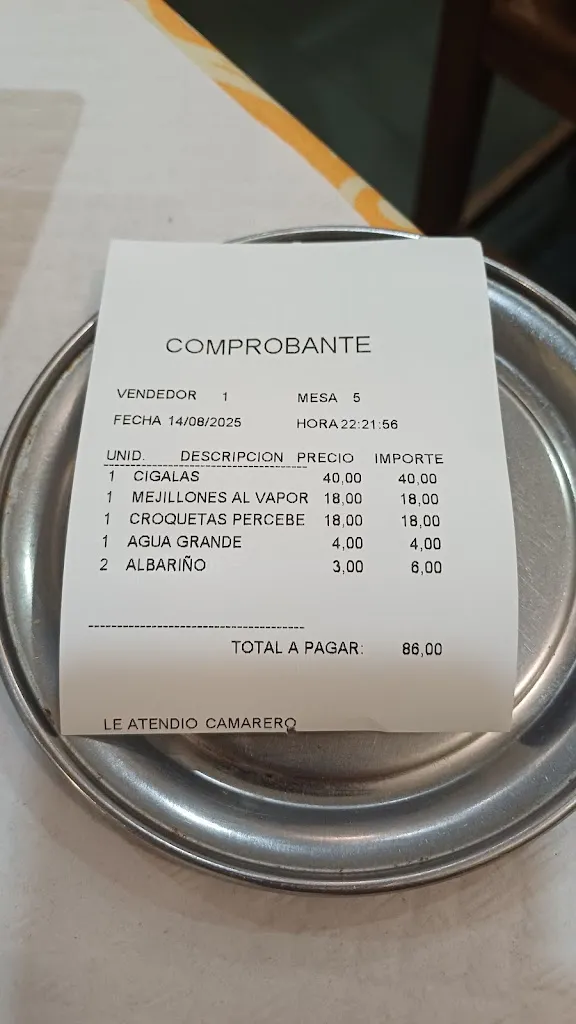 COMPROBANTE
VENDEDOR 1 MESA 5
FECHA 14/08/2025 HORA 22:21:56
UNID. DESCRIPCION PRECIO IMPORTE
1 CIGALAS 40,00 40,00
1 MEJILLONES AL VAPOR 18,00 18,00
1 CROQUETAS PERCEBE 18,00 18,00
1 AGUA GRANDE 4,00 4,00
2 ALBARIÑO 3,00 6,00
TOTAL A PAGAR: 86,00
LE ATENDIO CAMARERO